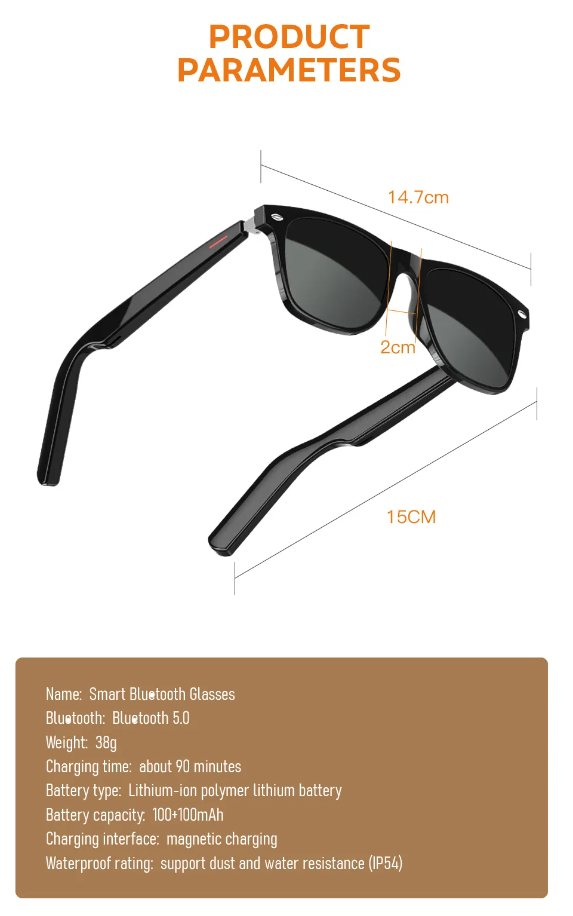 PRODUCT
PARAMETERS
14.7cm
2cm
15CM
Name: Smart Bluetooth Glasses
Bluetooth: Bluetooth 5.0
Weight: 38g
Charging time: about 90 minutes
Battery type: Lithium-ion polymer lithium battery
Battery capacity: 100+100mAh
Charging interface: magnetic charging
Waterproof rating: support dust and water resistance (IP54)